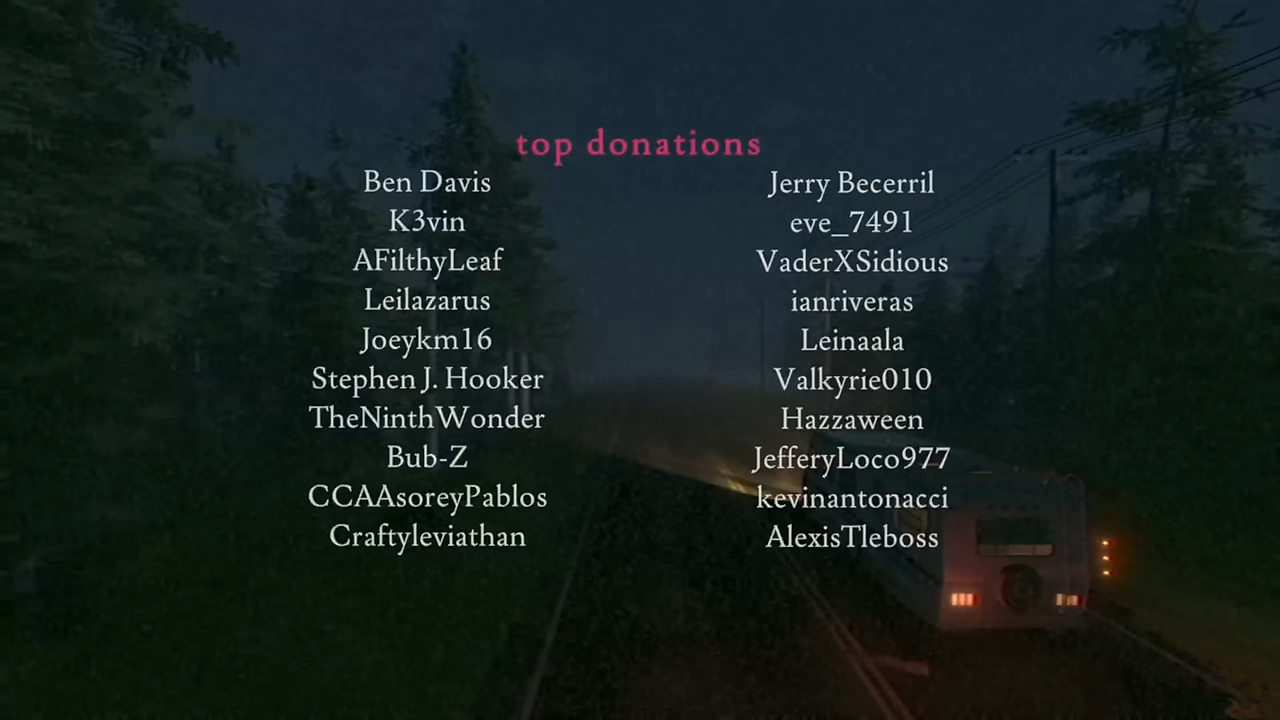 top donations
Ben Davis
K3vin
AFilthyLeaf
Leilazarus
Joeykm16
Stephen J. Hooker
TheNinthWonder
Bub-Z
CCAAsoreyPablos
Craftyleviathan
Jerry Becerril
eve_7491
VaderXSidious
ianriveras
Leinaala
Valkyrie010
Hazzaween
JefferyLoco977
kevinantonacci
AlexisTleboss